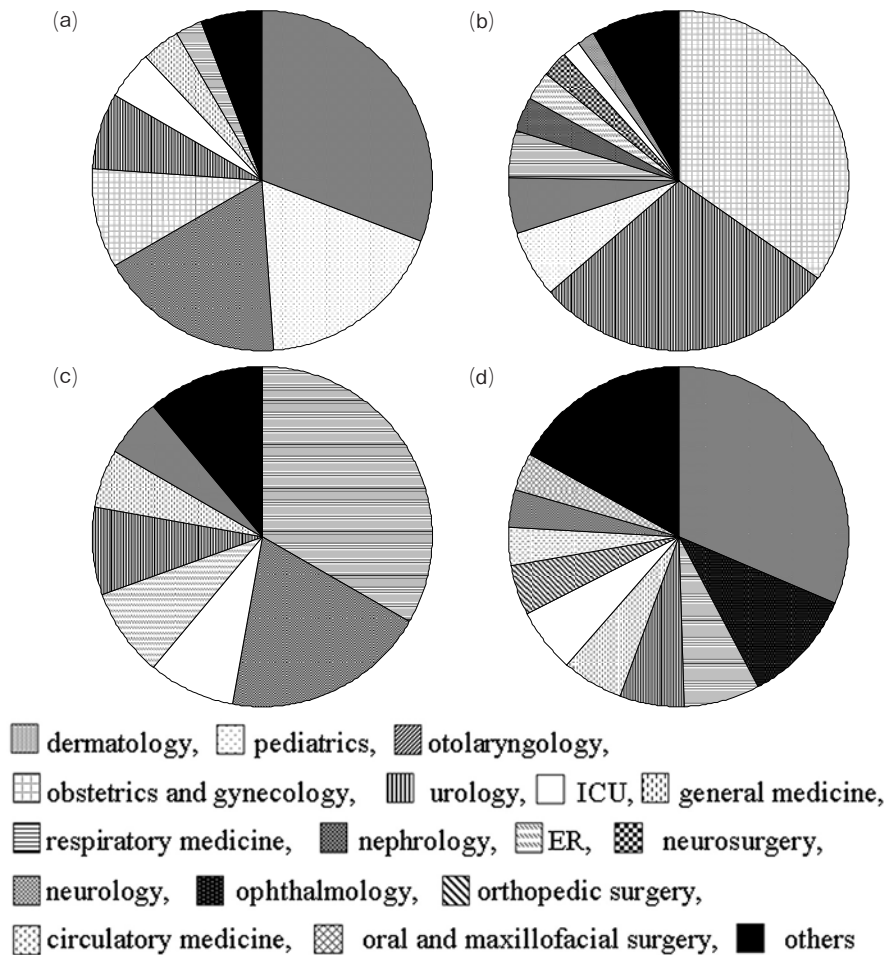 (a) (b)
(c) (d)
dermatology, pediatrics, otolaryngology,
obstetrics and gynecology, urology, ICU, general medicine,
respiratory medicine, nephrology, ER, neurosurgery,
neurology, ophthalmology, orthopedic surgery,
circulatory medicine, oral and maxillofacial surgery, others